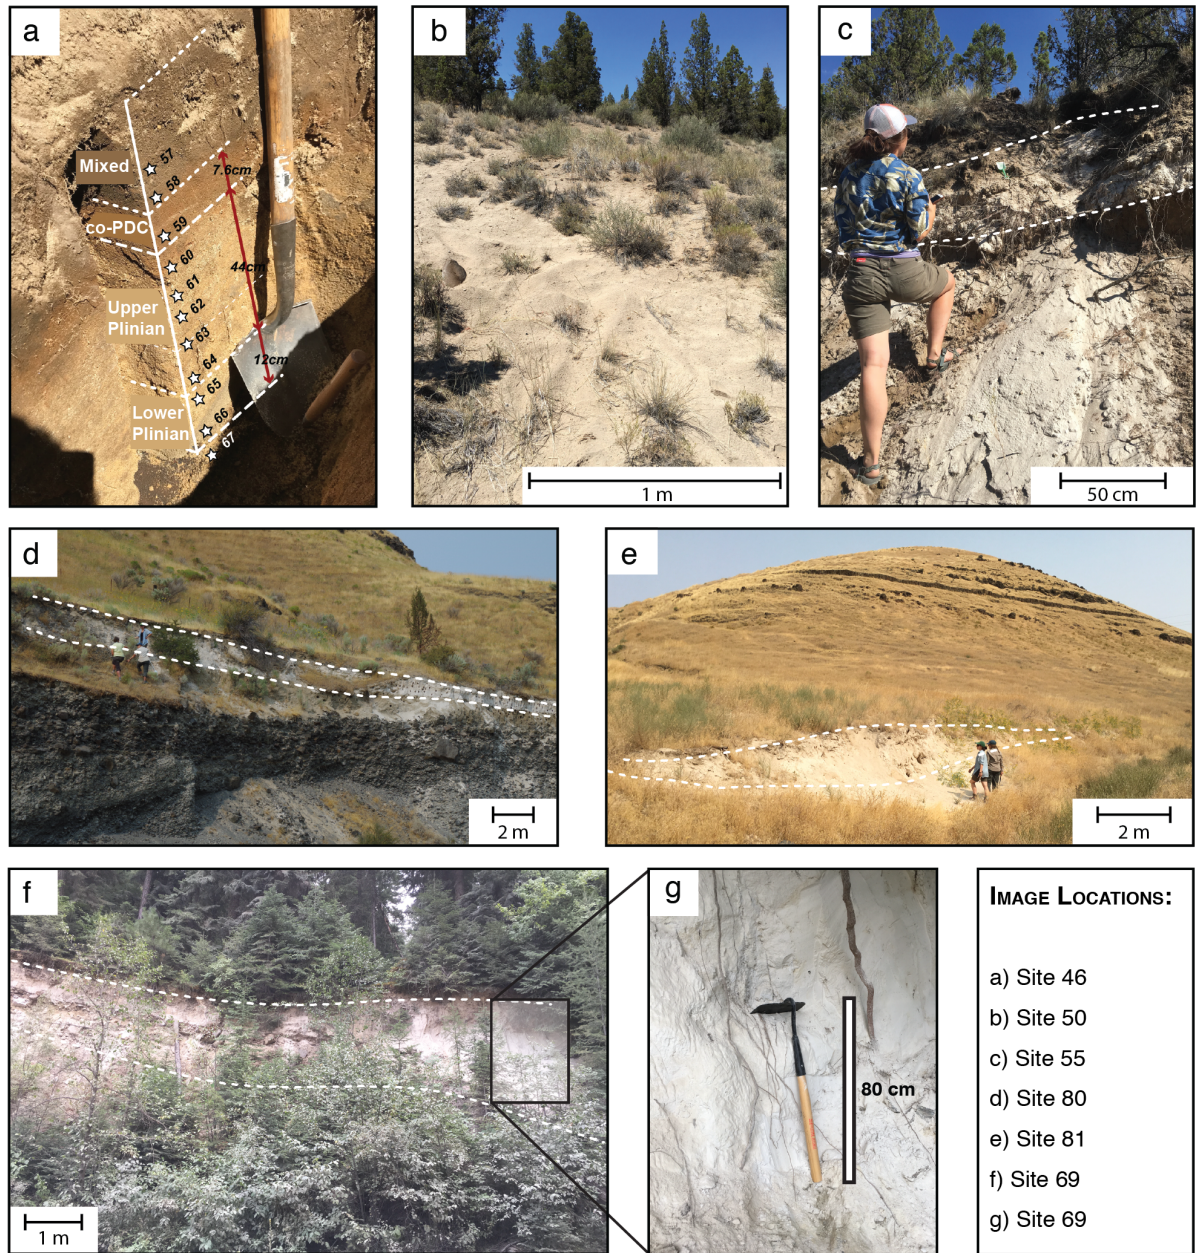 a
57
Mixed
58
7.6cm
59
co-PDC
60
44cm
61
Upper
62
Plinian
63
64
12cm
65
Lower
66
Plinian
67
b
1 m
c
50 cm
d
2 m
e
2 m
f
1 m
g
80 cm
IMAGE LOCATIONS:
a) Site 46
b) Site 50
c) Site 55
d) Site 80
e) Site 81
f) Site 69
g) Site 69